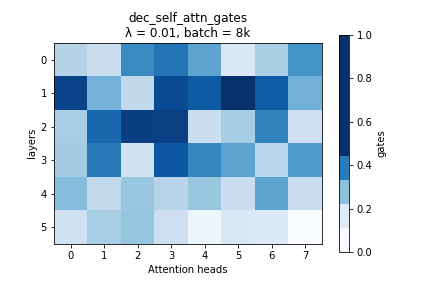 dec_self_attn_gates
λ = 0.01, batch = 8k
layers
0
1
2
3
4
5
0 1 2 3 4 5 6 7
Attention heads
1.0
0.8
0.6
0.4
0.2
0.0
gates